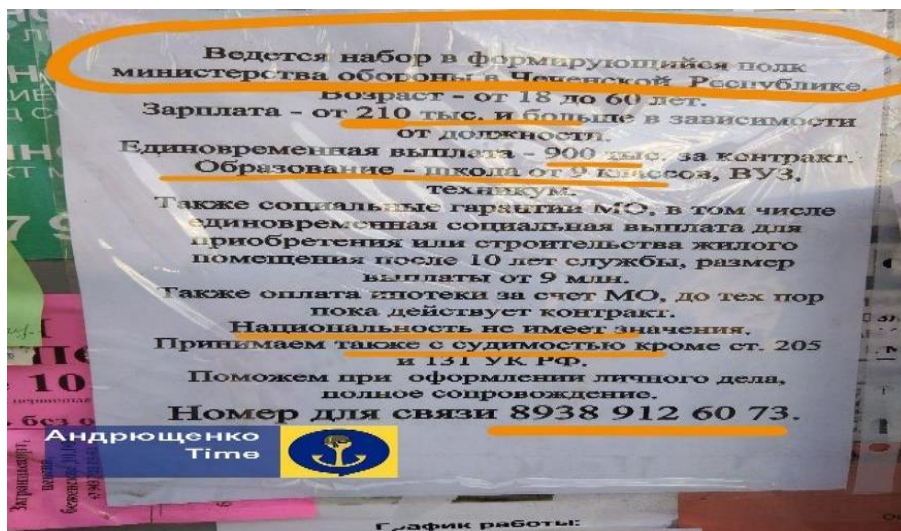 Ведется набор в формирующийся полк
министерства обороны в Чеченской Республике.
Возраст - от 18 до 60 лет.
Зарплата - от 210 тыс. и больше в зависимости
от должности.
Единовременная выплата - 900 тыс. за контракт.
Образование - школа от 9 классов, ВУЗ,
техникум.
Также социальные гарантии МО, в том числе
единовременная социальная выплата для
приобретения или строительства жилого
помещения после 10 лет службы, размер
выплаты от 9 млн.
Также оплата ипотеки за счет МО, до тех пор
пока действует контракт.
Национальность не имеет значения.
Принимаем также с судимостью кроме ст. 205
и 131 УК РФ.
Поможем при оформлении личного дела,
полное сопровождение.
Номер для связи 8938 912 60 73.
Андрющенко
Time
10
без о
График работы: